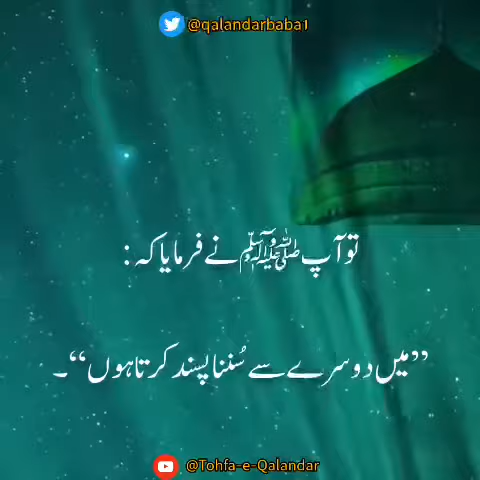 @qalandarbaba1
تو آپ ﷺ نے فرمایا کہ:
”میں دوسرے سے سُننا پسند کرتا ہوں“۔
@Tohfa-e-Qalandar